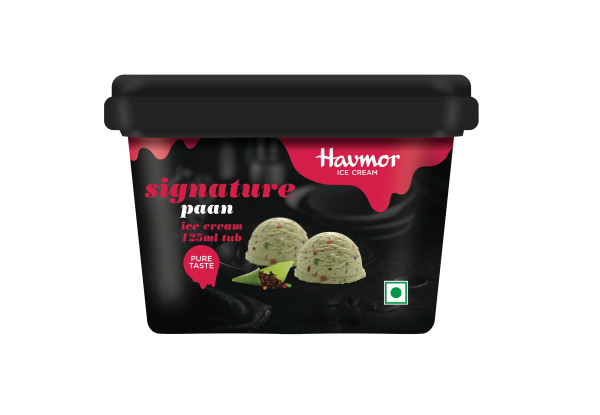 Havmor
ICE CREAM
signature
paan
ice cream
125ml tub
PURE
TASTE